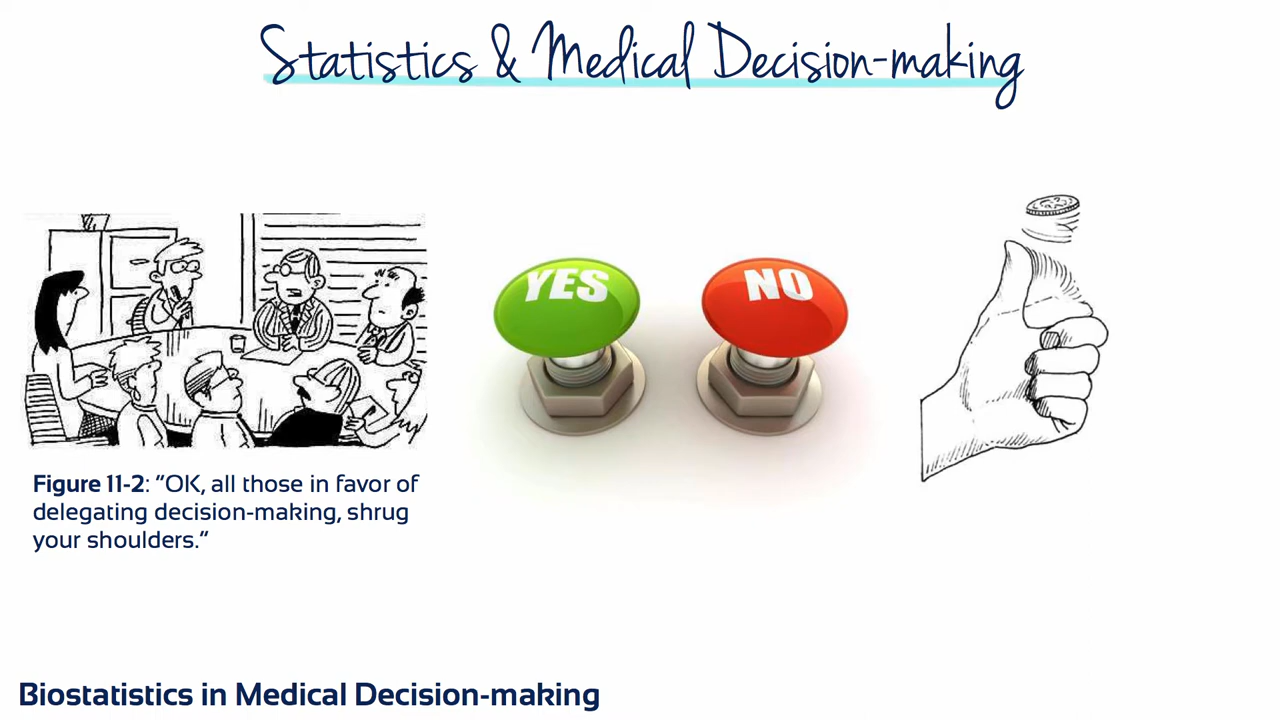 Statistics & Medical Decision-making
YES
NO
Figure 11-2: “OK, all those in favor of
delegating decision-making, shrug
your shoulders.”
Biostatistics in Medical Decision-making